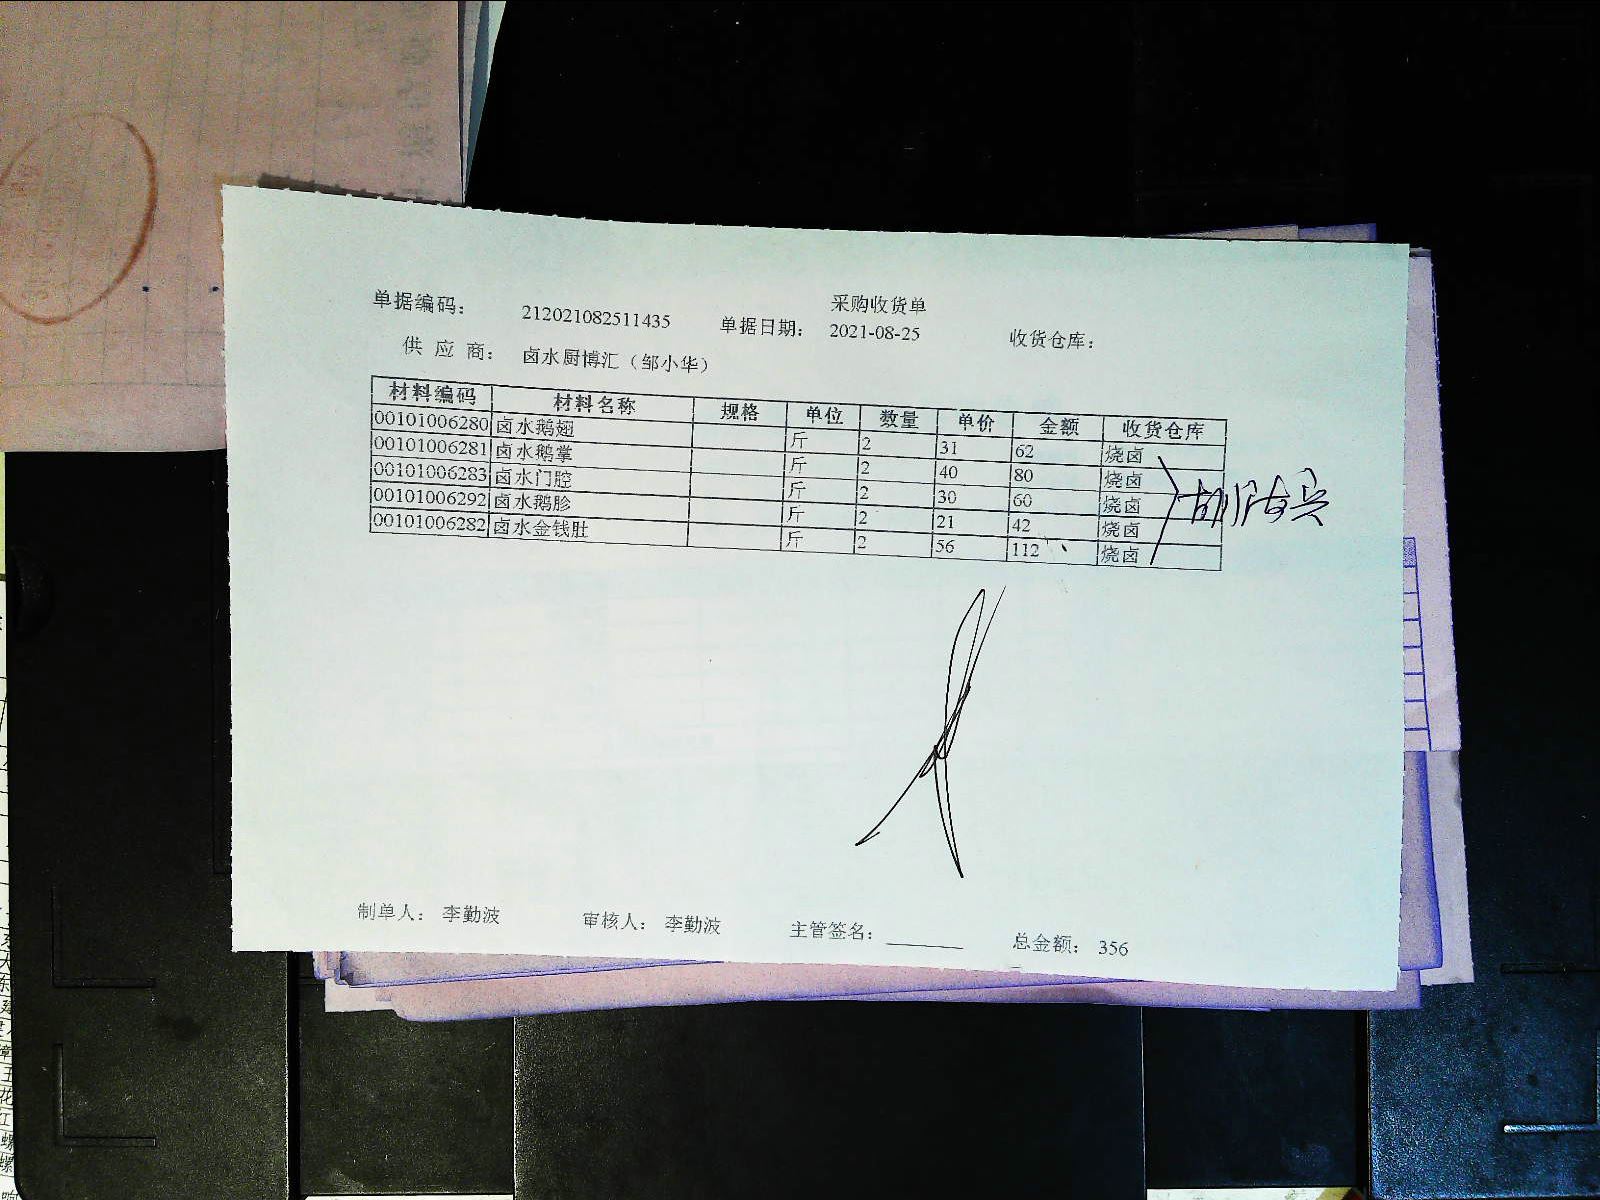 采购收货单
单据编码： 212021082511435 单据日期： 2021-08-25 收货仓库：
供 应 商： 卤水厨博汇（邹小华）
材料编码 材料名称 规格 单位 数量 单价 金额 收货仓库
00101006280 卤水鹅翅 斤 2 31 62 烧卤
00101006281 卤水鹅掌 斤 2 40 80 烧卤
00101006283 卤水门腔 斤 2 30 60 烧卤
00101006292 卤水鹅胗 斤 2 21 42 烧卤
00101006282 卤水金钱肚 斤 2 56 112 烧卤
制单人： 李勤波 审核人： 李勤波 主管签名： 总金额： 356